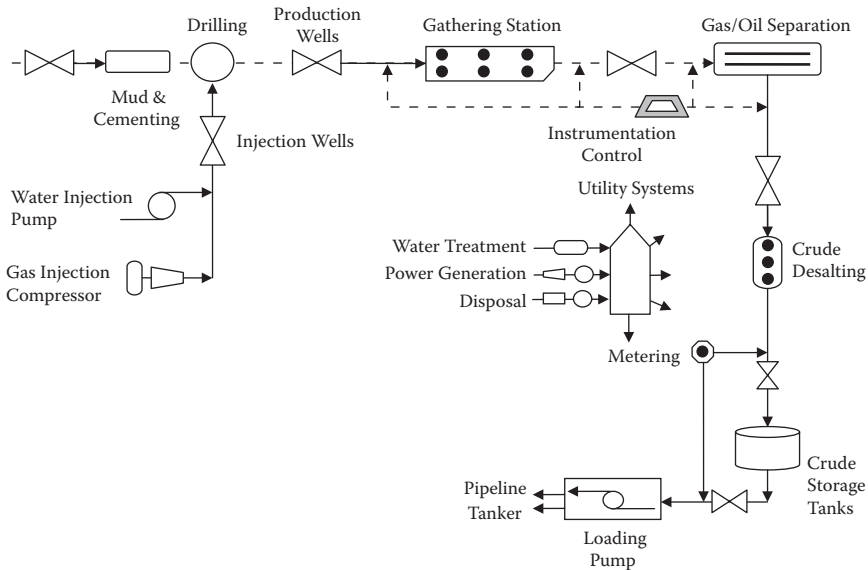 Drilling
Production
Wells
Gathering Station
Gas/Oil Separation
Mud &
Cementing
Injection Wells
Instrumentation
Control
Water Injection
Pump
Utility Systems
Water Treatment
Power Generation
Disposal
Crude
Desalting
Gas Injection
Compressor
Metering
Crude
Storage
Tanks
Pipeline
Tanker
Loading
Pump